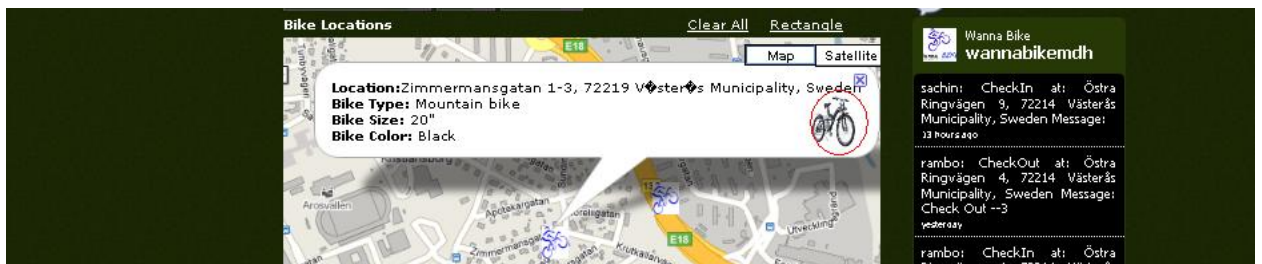 Bike Locations Clear All Rectangle
E18
Map Satellite
Location:Zimmermansgatan 1-3, 72219 V�ster�s Municipality, Sweden
Bike Type: Mountain bike
Bike Size: 20"
Bike Color: Black
Arosvallen
Apotekargatan
13
E18
Wanna Bike
wannabikemdh
sachin: CheckIn at: Östra
Ringvägen 9, 72214 Västerås
Municipality, Sweden Message:
13 hours ago
rambo: CheckOut at: Östra
Ringvägen 4, 72214 Västerås
Municipality, Sweden Message:
Check Out --3
yesterday
rambo: CheckIn at: Östra